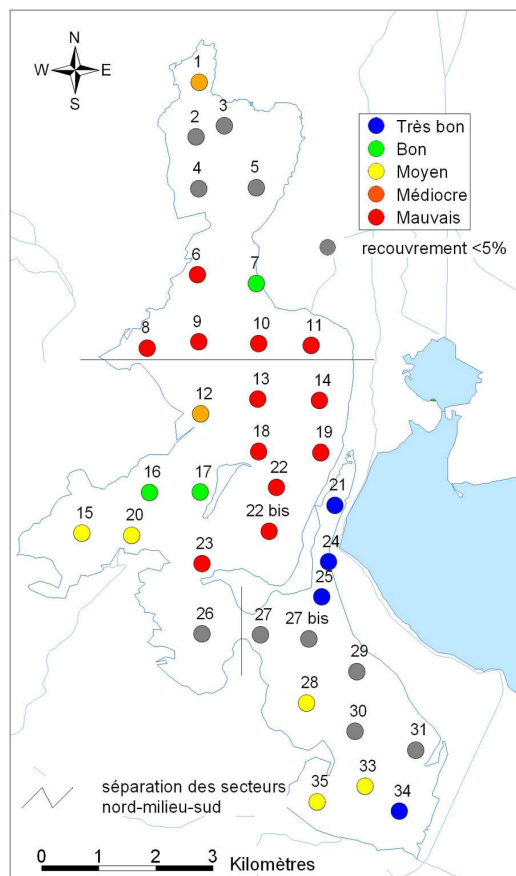 N
W E
S
1
2 3
4 5
Très bon
Bon
Moyen
Médiocre
Mauvais
recouvrement <5%
6 7
8 9 10 11
12 13 14
18 19
16 17 22 21
15 20 22 bis
23 24
25
26 27 27 bis
28 29
30 31
33
35 34
séparation des secteurs
nord-milieu-sud
0 1 2 3 Kilomètres